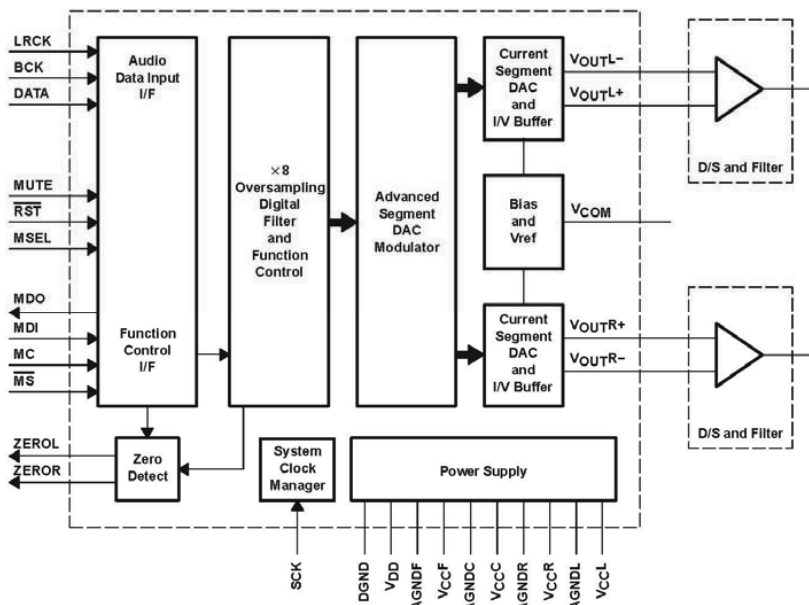 LRCK
BCK
DATA
MUTE
RST
MSEL
MDO
MDI
MC
MS
ZEROL
ZEROR
Audio
Data Input
I/F
Function
Control
I/F
×8
Oversampling
Digital
Filter
and
Function
Control
Advanced
Segment
DAC
Modulator
Current
Segment
DAC
and
I/V Buffer
Bias
and
Vref
Current
Segment
DAC
and
I/V Buffer
VOUTL–
VOUTL+
VCOM
VOUTR+
VOUTR–
D/S and Filter
D/S and Filter
Zero
Detect
System
Clock
Manager
Power Supply
SCK
DGND
VDD
AGNDF
VCCF
AGNDC
VCCC
AGNDR
VCCR
AGNDL
VCCL